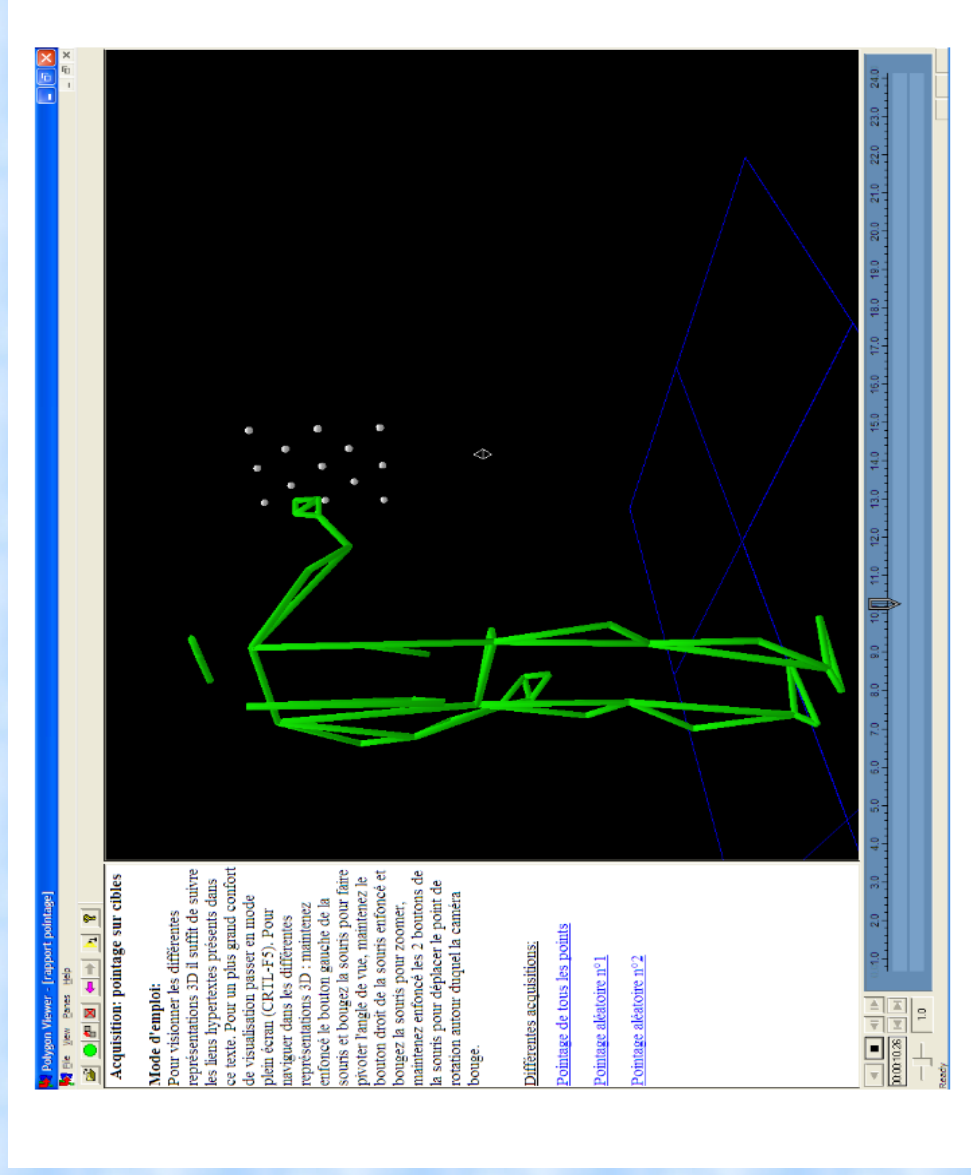 Polygon Viewer - [rapport pointage]
File View Panes Help
Acquisition: pointage sur cibles
Mode d'emploi:
Pour visionner les différentes
représentations 3D il suffit de suivre
les liens hypertextes présents dans
ce texte. Pour un plus grand confort
de visualisation passer en mode
plein écran (CRTL-F5). Pour
naviguer dans les différentes
représentations 3D : maintenez
enfoncé le bouton gauche de la
souris et bougez la souris pour faire
pivoter l'angle de vue, maintenez le
bouton droit de la souris enfoncé et
bougez la souris pour zoomer,
maintenez enfoncé les 2 boutons de
la souris pour déplacer le point de
rotation autour duquel la caméra
bouge.
Différentes acquisitions:
Pointage de tous les points
Pointage aléatoire n°1
Pointage aléatoire n°2
1.0 2.0 3.0 4.0 5.0 6.0 7.0 8.0 9.0 10 11.0 12.0 13.0 14.0 15.0 16.0 17.0 18.0 19.0 20.0 21.0 22.0 23.0 24.0
00:00:10.26
1.0
Ready